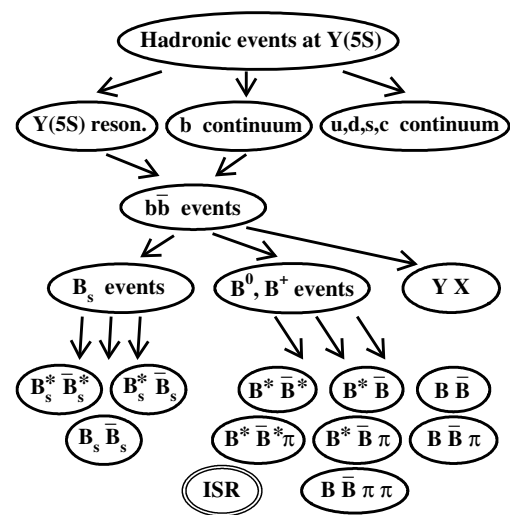 Hadronic events at Υ(5S)
Υ(5S) reson. b continuum u,d,s,c continuum
bb̄ events
Bₛ events B⁰, B⁺ events Υ X
Bₛ* B̄ₛ* Bₛ* B̄ₛ B* B̄* B* B̄ B B̄
Bₛ B̄ₛ B* B̄*π B* B̄ π B B̄ π
ISR B B̄ π π